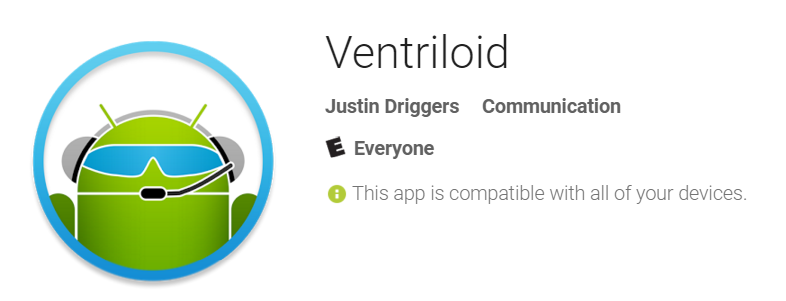 Ventriloid
Justin Driggers Communication
E Everyone
This app is compatible with all of your devices.